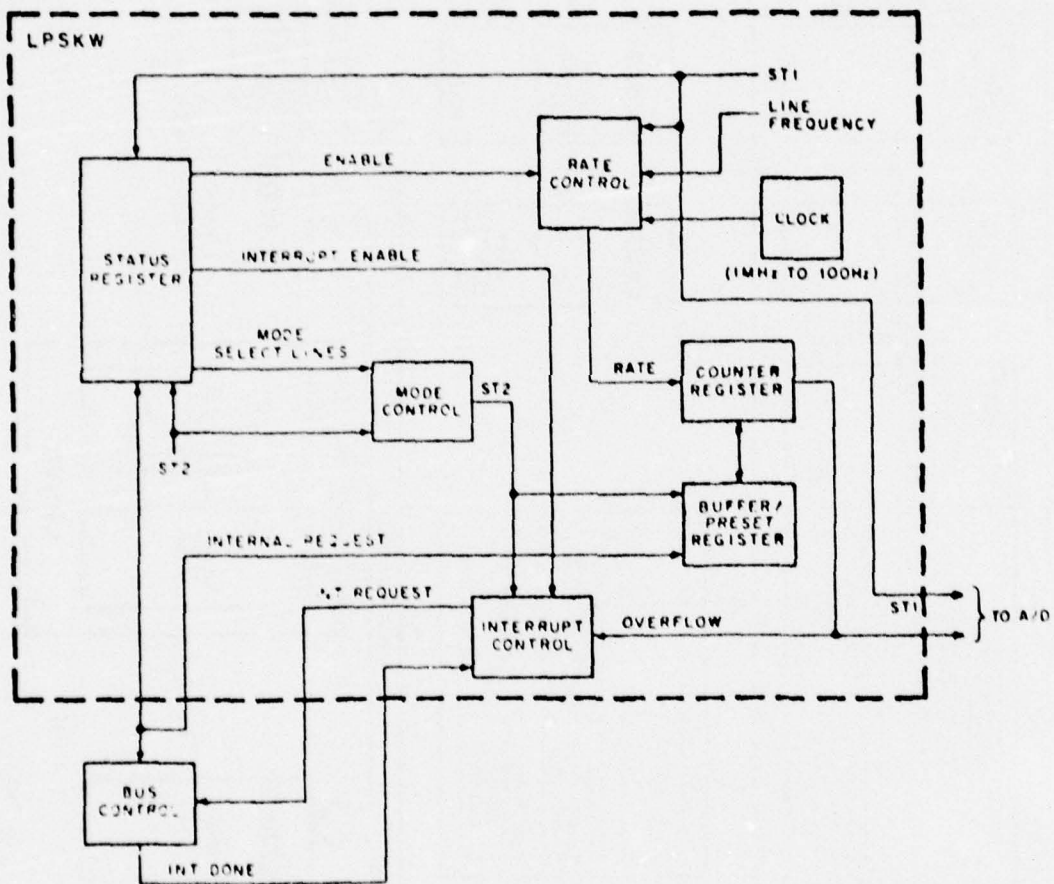 LPSKW
ST1
LINE
FREQUENCY
ENABLE
RATE
CONTROL
CLOCK
(1MHz TO 100Hz)
STATUS
REGISTER
INTERRUPT ENABLE
MODE
SELECT LINES
MODE
CONTROL
ST2
RATE
COUNTER
REGISTER
ST2
BUFFER/
PRESET
REGISTER
INTERNAL REQUEST
INT REQUEST
INTERRUPT
CONTROL
OVERFLOW
ST1
TO A/D
BUS
CONTROL
INT DONE